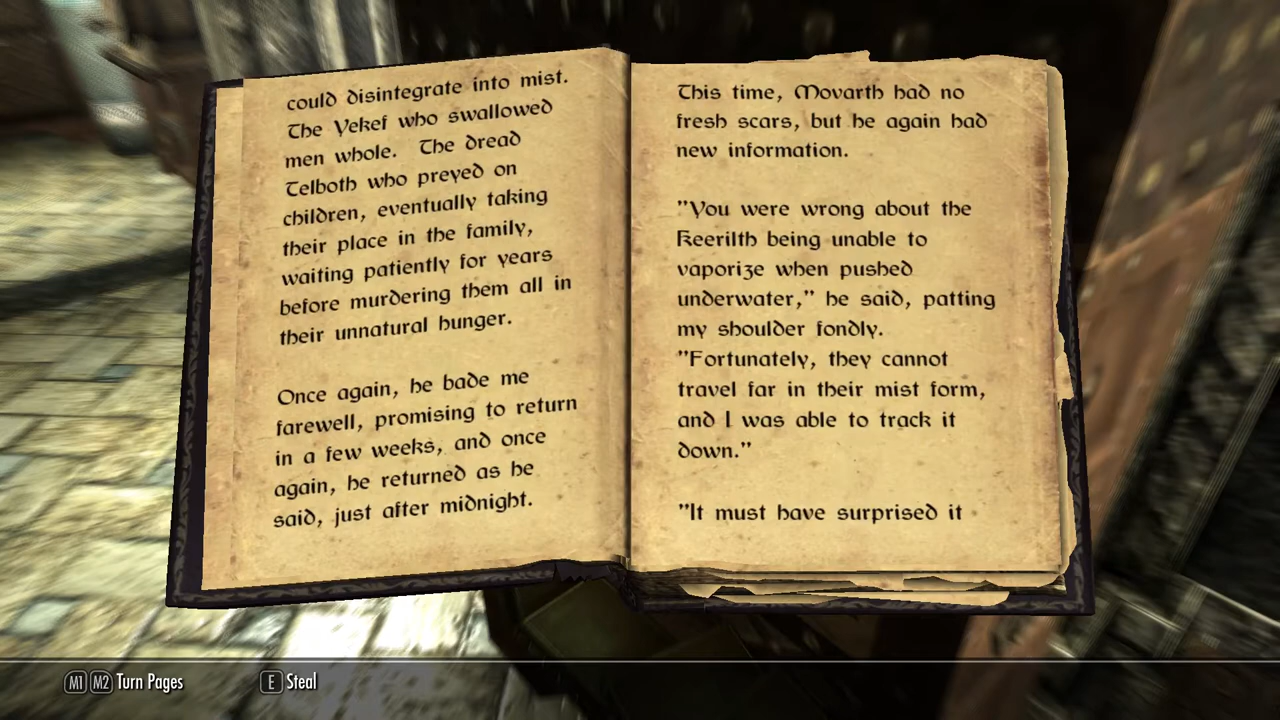 could disintegrate into mist.
The Yekef who swallowed
men whole.  The dread
Telboth who preyed on
children, eventually taking
their place in the family,
waiting patiently for years
before murdering them all in
their unnatural hunger.
Once again, he bade me
farewell, promising to return
in a few weeks, and once
again, he returned as he
said, just after midnight.
This time, Movarth had no
fresh scars, but he again had
new information.
"You were wrong about the
Keerilth being unable to
vaporize when pushed
underwater," he said, patting
my shoulder fondly.
"Fortunately, they cannot
travel far in their mist form,
and I was able to track it
down."
"It must have surprised it
M1 M2 Turn Pages
E Steal